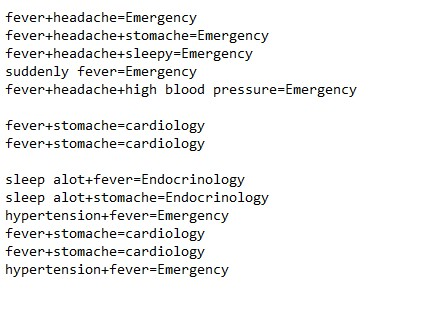 fever+headache=Emergency
fever+headache+stomache=Emergency
fever+headache+sleepy=Emergency
suddenly fever=Emergency
fever+headache+high blood pressure=Emergency
fever+stomache=cardiology
fever+stomache=cardiology
sleep alot+fever=Endocrinology
sleep alot+stomache=Endocrinology
hypertension+fever=Emergency
fever+stomache=cardiology
fever+stomache=cardiology
hypertension+fever=Emergency